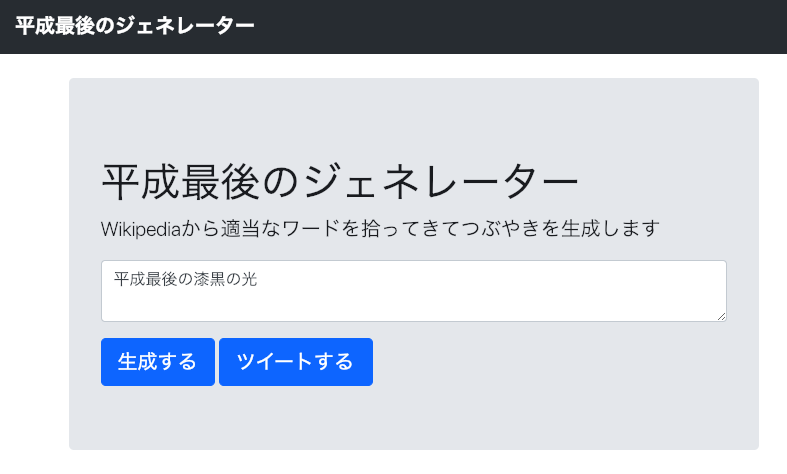 平成最後のジェネレーター
平成最後のジェネレーター
Wikipediaから適当なワードを拾ってきてつぶやきを生成します
平成最後の漆黒の光
生成する ツイートする